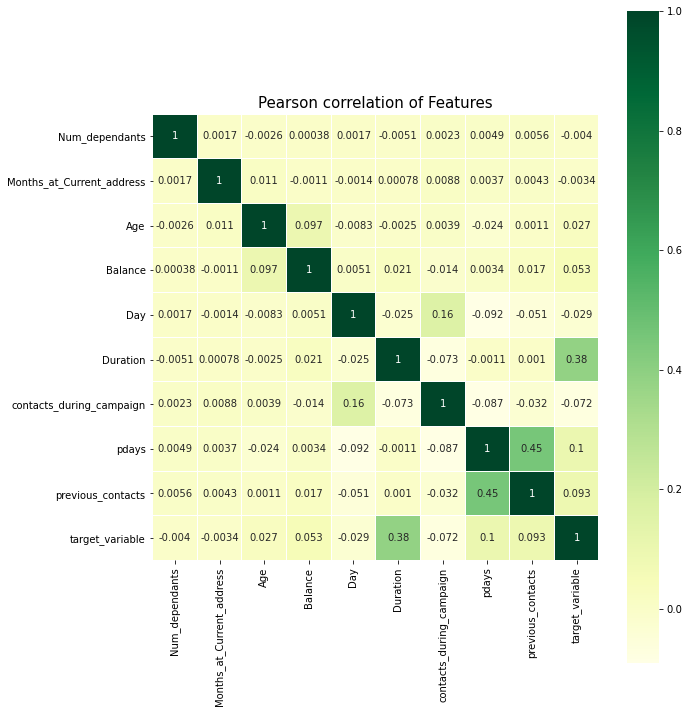 Pearson correlation of Features
1.0
0.8
0.6
0.4
0.2
0.0
Num_dependants 1 0.0017 -0.0026 0.00038 0.0017 -0.0051 0.0023 0.0049 0.0056 -0.004
Months_at_Current_address 0.0017 1 0.011 -0.0011 -0.0014 0.00078 0.0088 0.0037 0.0043 -0.0034
Age -0.0026 0.011 1 0.097 -0.0083 -0.0025 0.0039 -0.024 0.0011 0.027
Balance 0.00038 -0.0011 0.097 1 0.0051 0.021 -0.014 0.0034 0.017 0.053
Day 0.0017 -0.0014 -0.0083 0.0051 1 -0.025 0.16 -0.092 -0.051 -0.029
Duration -0.0051 0.00078 -0.0025 0.021 -0.025 1 -0.073 -0.0011 0.001 0.38
contacts_during_campaign 0.0023 0.0088 0.0039 -0.014 0.16 -0.073 1 -0.087 -0.032 -0.072
pdays 0.0049 0.0037 -0.024 0.0034 -0.092 -0.0011 -0.087 1 0.45 0.1
previous_contacts 0.0056 0.0043 0.0011 0.017 -0.051 0.001 -0.032 0.45 1 0.093
target_variable -0.004 -0.0034 0.027 0.053 -0.029 0.38 -0.072 0.1 0.093 1
Num_dependants
Months_at_Current_address
Age
Balance
Day
Duration
contacts_during_campaign
pdays
previous_contacts
target_variable